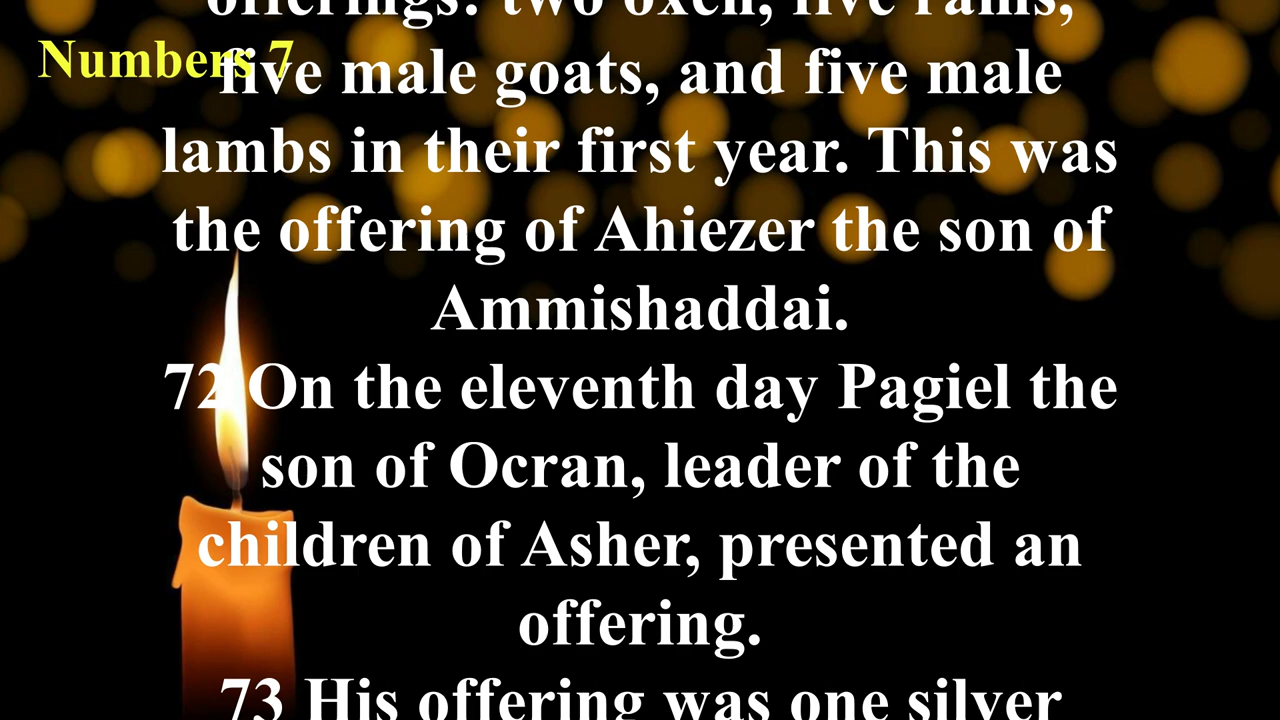 offerings: two oxen, five rams,
Numbers 7
five male goats, and five male
lambs in their first year. This was
the offering of Ahiezer the son of
Ammishaddai.
72 On the eleventh day Pagiel the
son of Ocran, leader of the
children of Asher, presented an
offering.
73 His offering was one silver